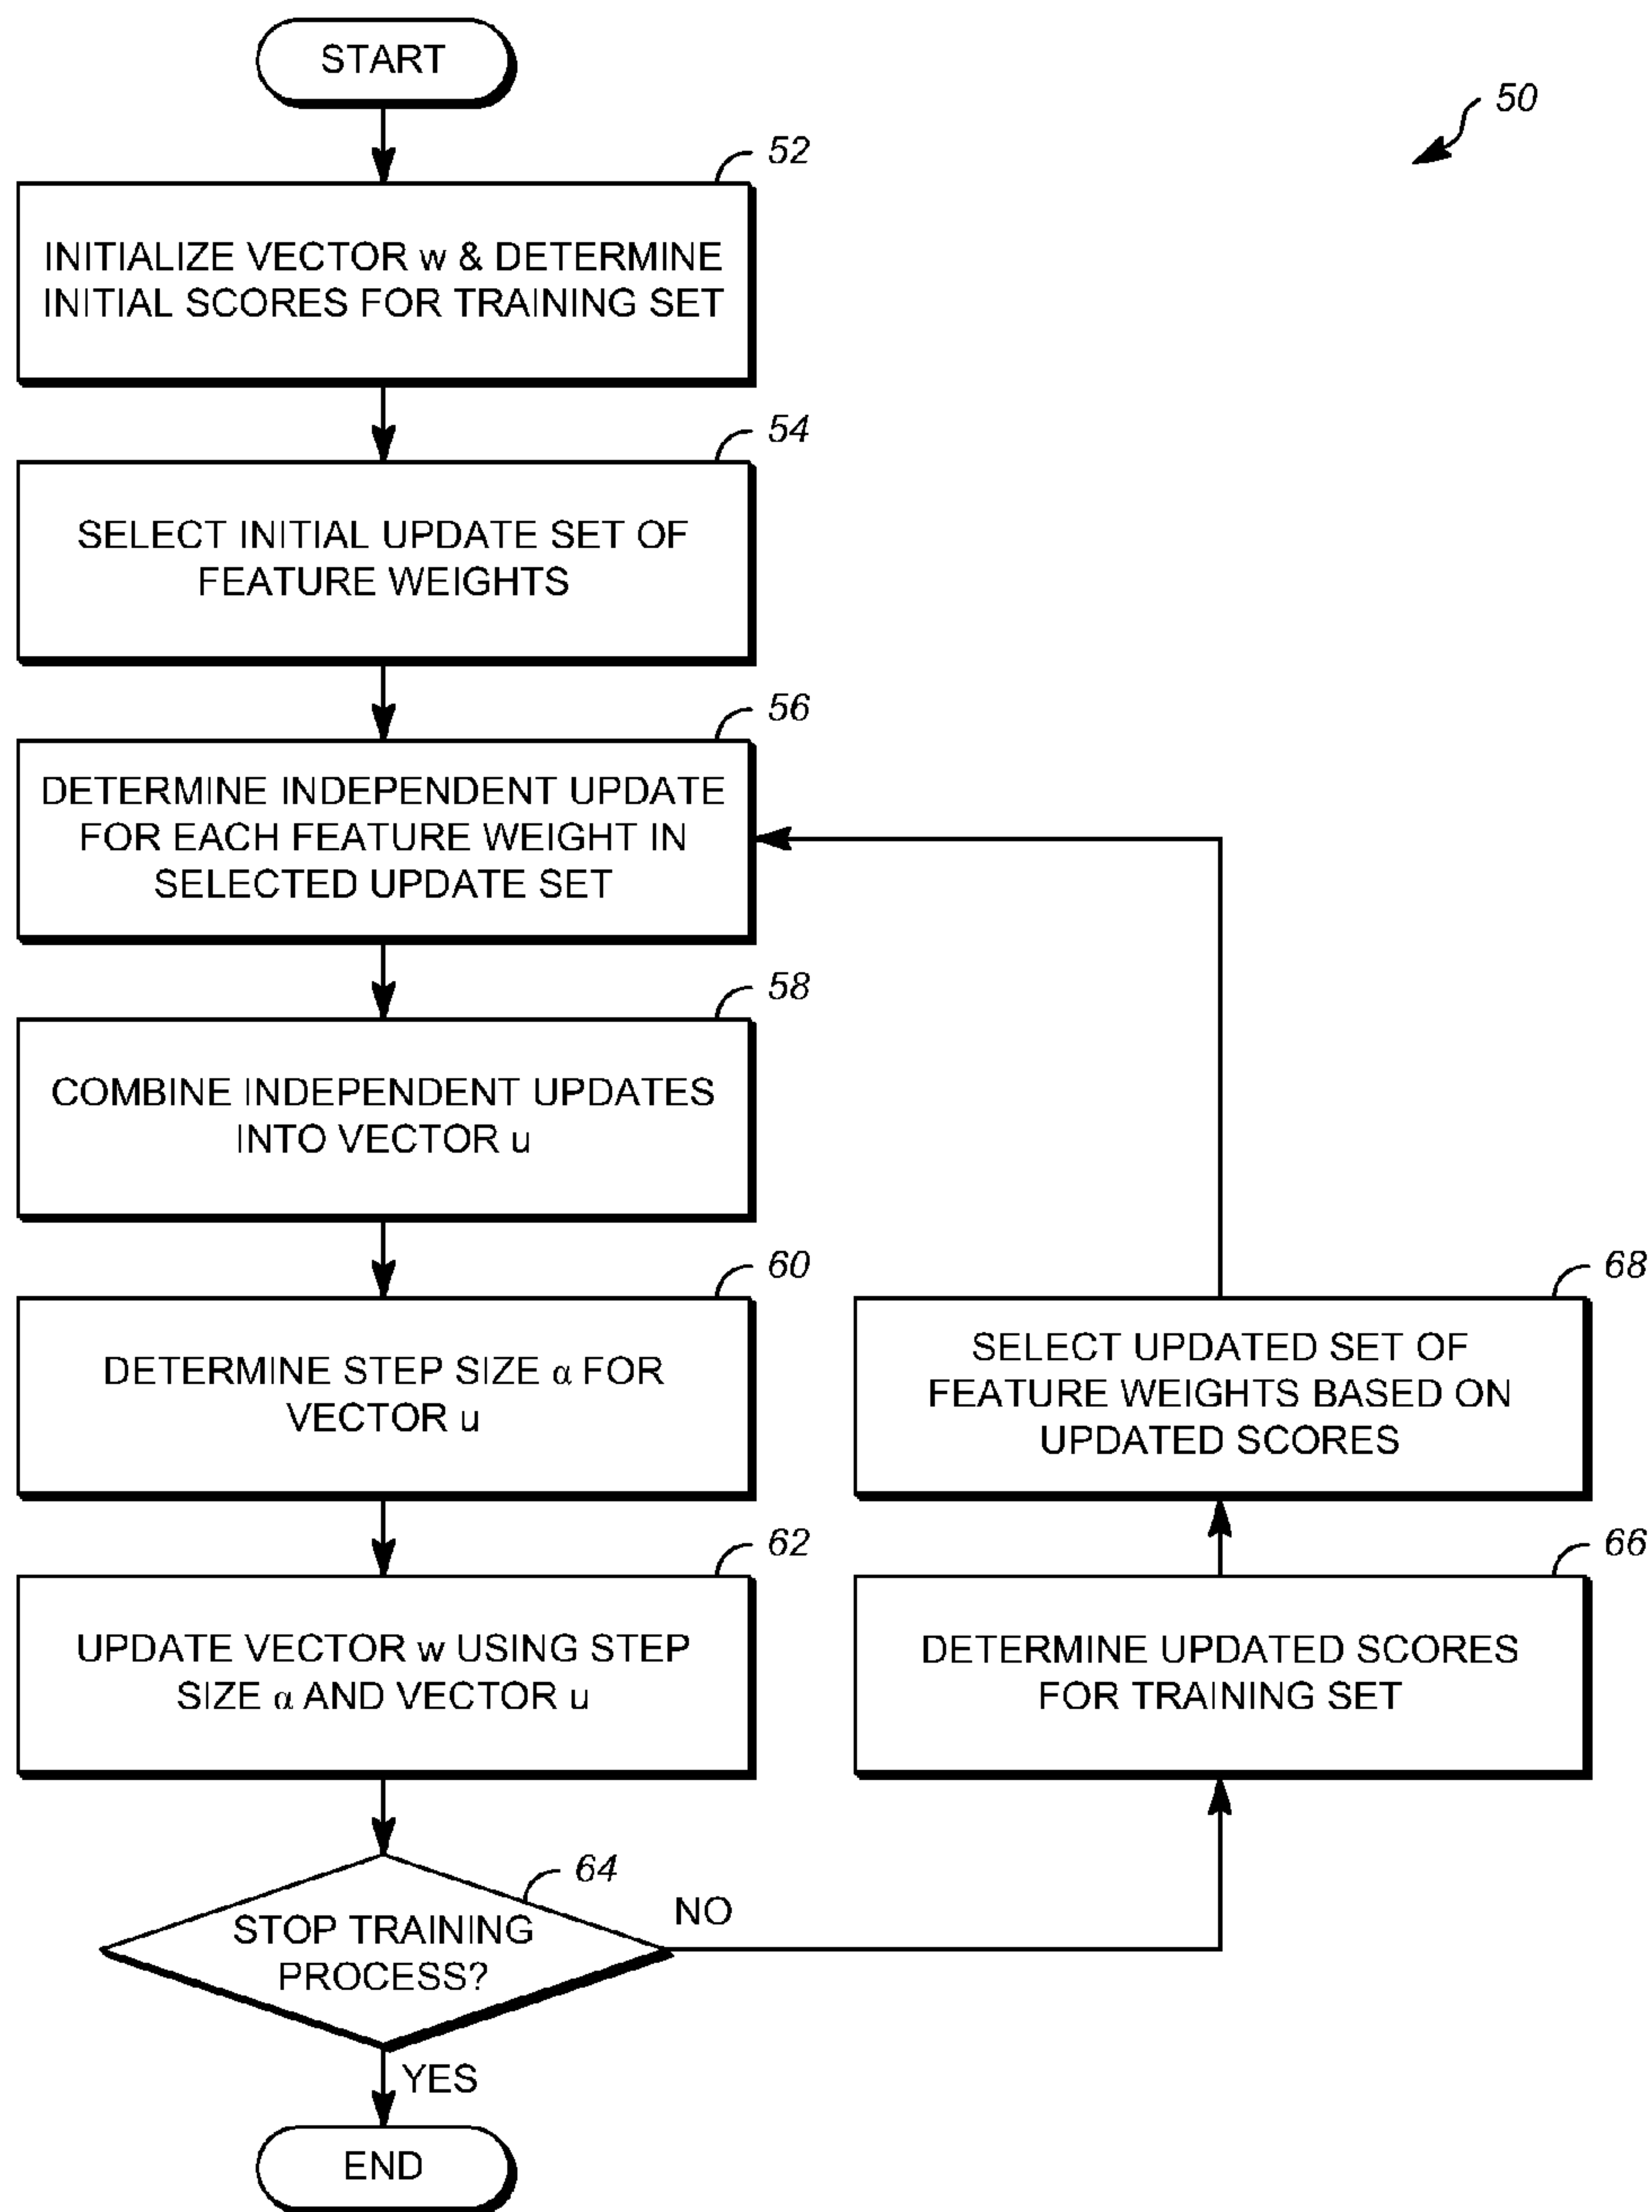 START
50
52
INITIALIZE VECTOR w & DETERMINE
INITIAL SCORES FOR TRAINING SET
54
SELECT INITIAL UPDATE SET OF
FEATURE WEIGHTS
56
DETERMINE INDEPENDENT UPDATE
FOR EACH FEATURE WEIGHT IN
SELECTED UPDATE SET
58
COMBINE INDEPENDENT UPDATES
INTO VECTOR u
60
DETERMINE STEP SIZE α FOR
VECTOR u
62
UPDATE VECTOR w USING STEP
SIZE α AND VECTOR u
64
STOP TRAINING
PROCESS?
NO
YES
END
66
DETERMINE UPDATED SCORES
FOR TRAINING SET
68
SELECT UPDATED SET OF
FEATURE WEIGHTS BASED ON
UPDATED SCORES